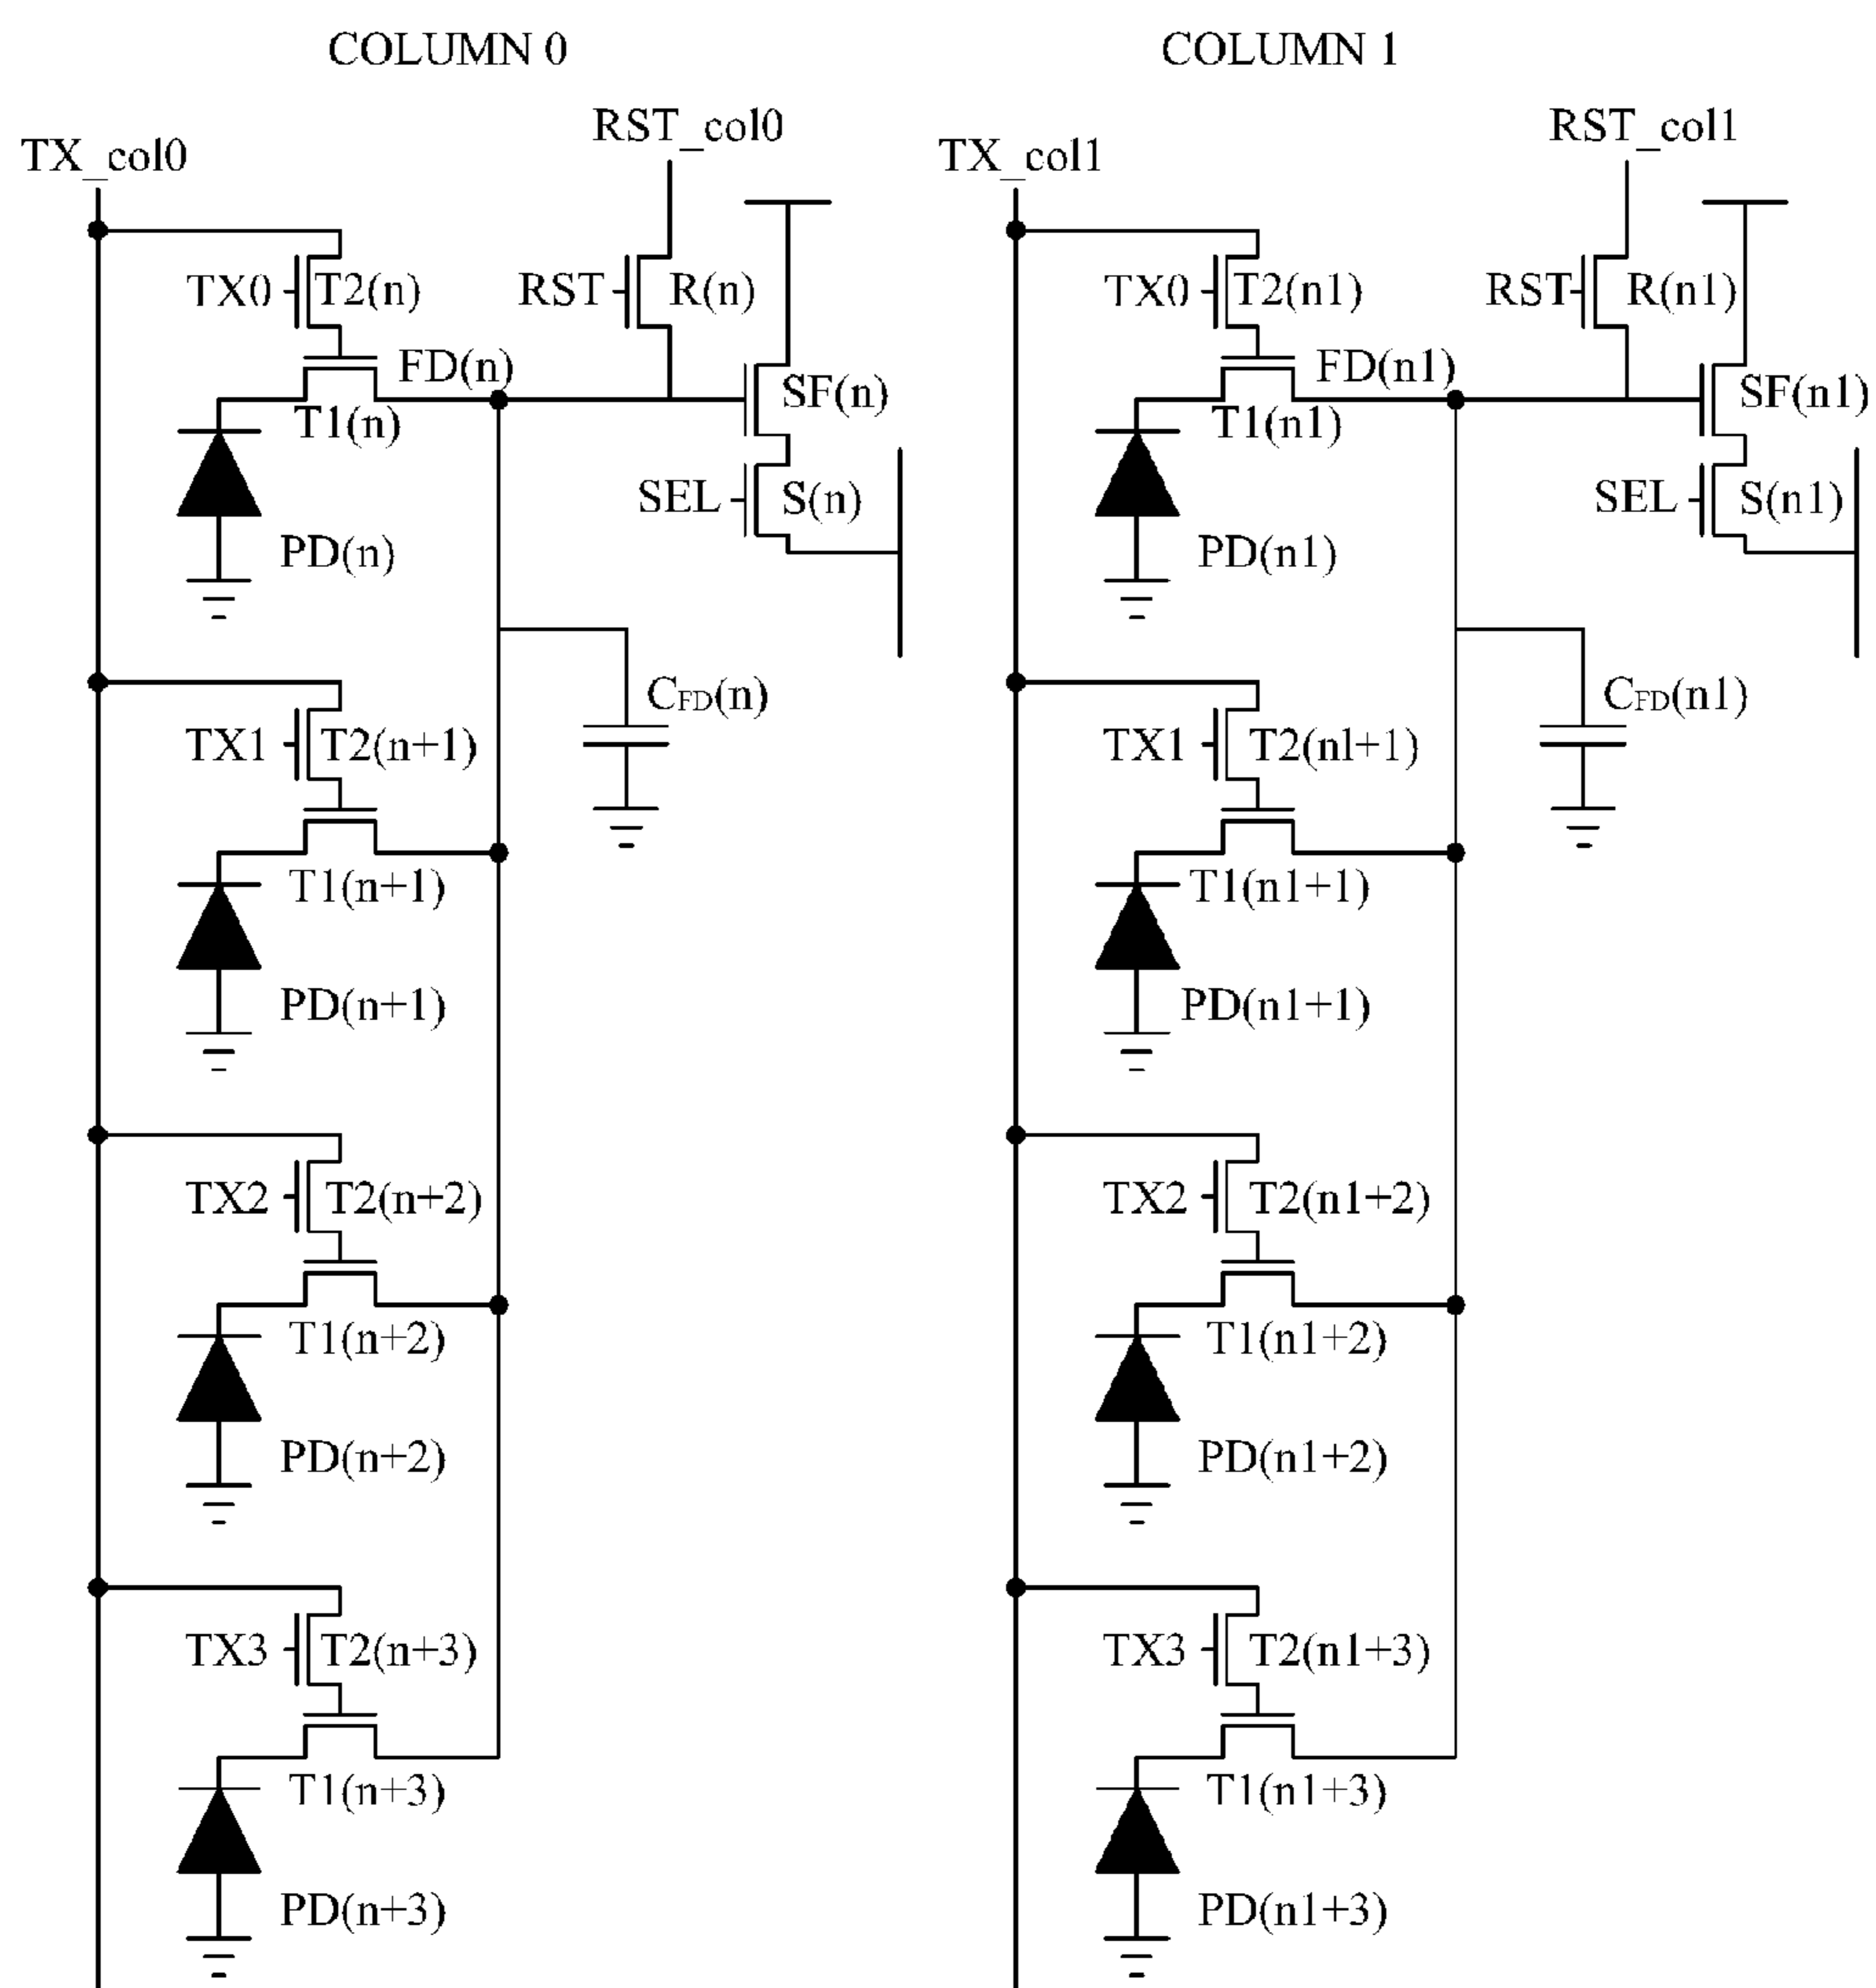 COLUMN 0
COLUMN 1
RST_col0
RST_col1
TX_col0
TX_col1
TX0
T2(n)
RST
R(n)
TX0
T2(n1)
RST
R(n1)
FD(n)
SF(n)
FD(n1)
SF(n1)
T1(n)
T1(n1)
SEL
S(n)
SEL
S(n1)
PD(n)
PD(n1)
CFD(n)
CFD(n1)
TX1
T2(n+1)
TX1
T2(n1+1)
T1(n+1)
T1(n1+1)
PD(n+1)
PD(n1+1)
TX2
T2(n+2)
TX2
T2(n1+2)
T1(n+2)
T1(n1+2)
PD(n+2)
PD(n1+2)
TX3
T2(n+3)
TX3
T2(n1+3)
T1(n+3)
T1(n1+3)
PD(n+3)
PD(n1+3)